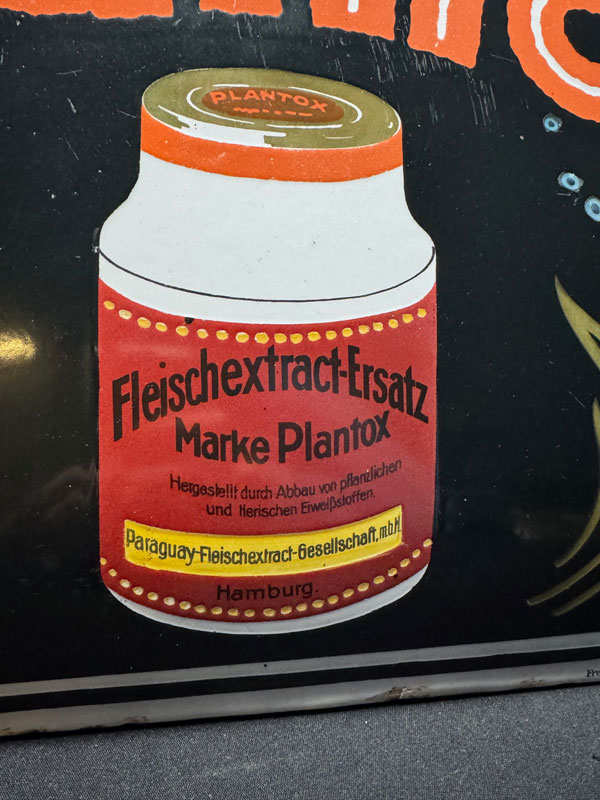 PLANTOX
Fleischextract-Ersatz
Marke Plantox
Hergestellt durch Abbau von pflanzlichen
und tierischen Eiweißstoffen.
Paraguay-Fleischextract-Gesellschaft, m.b.H.
Hamburg.